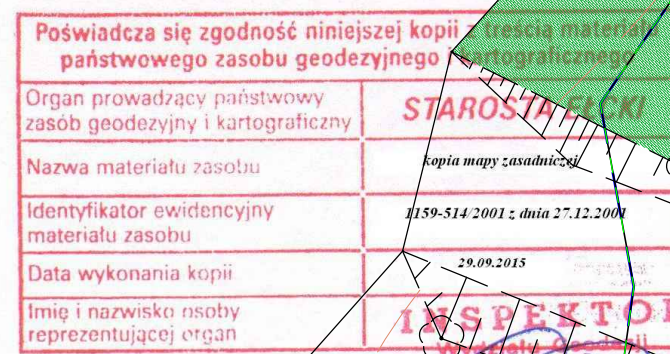 Poświadcza się zgodność niniejszej kopii z treścią materiału
państwowego zasobu geodezyjnego i kartograficznego
Organ prowadzący państwowy
zasób geodezyjny i kartograficzny
STAROSTA EŁCKI
Nazwa materiału zasobu
kopia mapy zasadniczej
Identyfikator ewidencyjny
materiału zasobu
1159-514/2001 z dnia 27.12.2001
Data wykonania kopii
29.09.2015
Imię i nazwisko osoby
reprezentującej organ
INSPEKTOR
Wydziału Geodezji